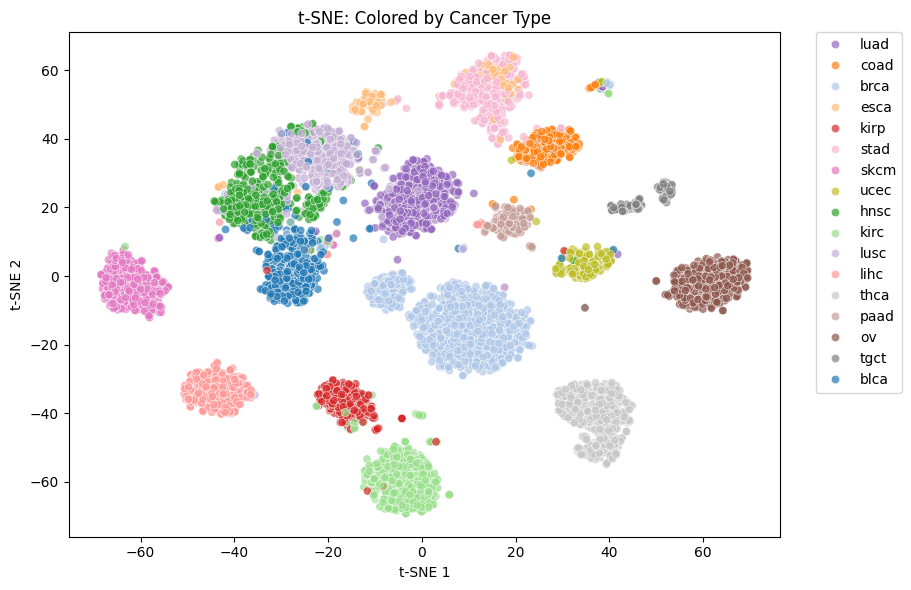 t-SNE: Colored by Cancer Type
60
40
20
0
−20
−40
−60
t-SNE 2
−60
−40
−20
0
20
40
60
t-SNE 1
luad
coad
brca
esca
kirp
stad
skcm
ucec
hnsc
kirc
lusc
lihc
thca
paad
ov
tgct
blca